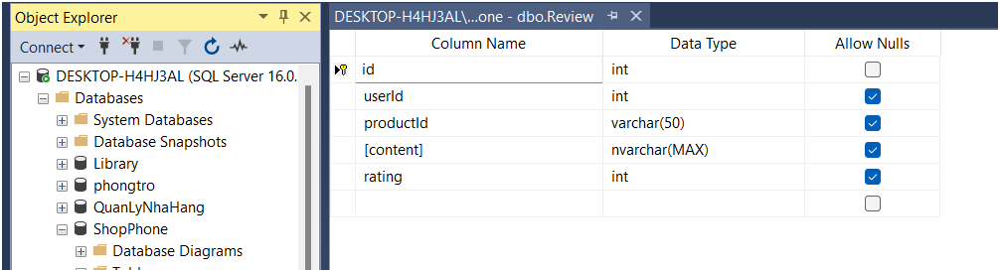 Object Explorer
Connect
DESKTOP-H4HJ3AL (SQL Server 16.0.
Databases
System Databases
Database Snapshots
Library
phongtro
QuanLyNhaHang
ShopPhone
Database Diagrams
DESKTOP-H4HJ3AL\...one - dbo.Review
Column Name Data Type Allow Nulls
id int
userId int
productId varchar(50)
[content] nvarchar(MAX)
rating int